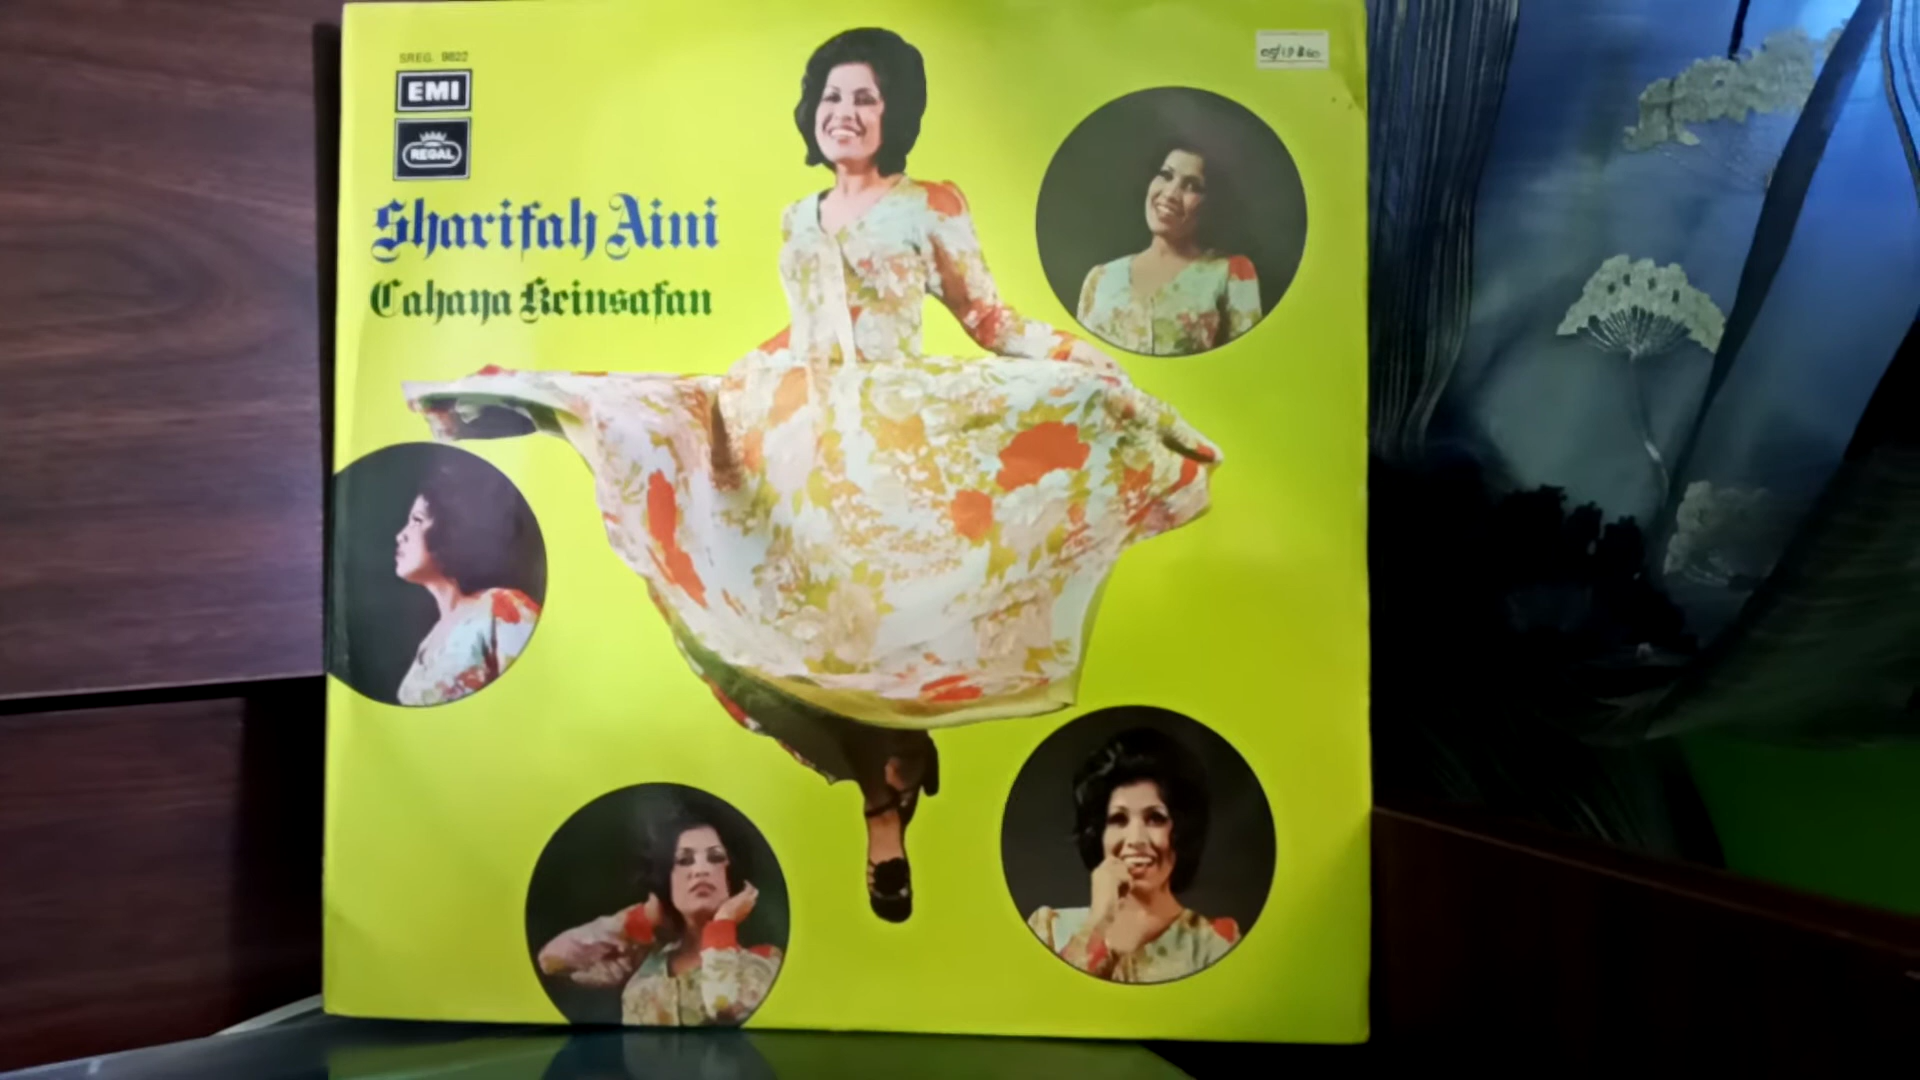 SREG. 9622
EMI
REGAL
Sharifah Aini
Cahaya Keinsafan